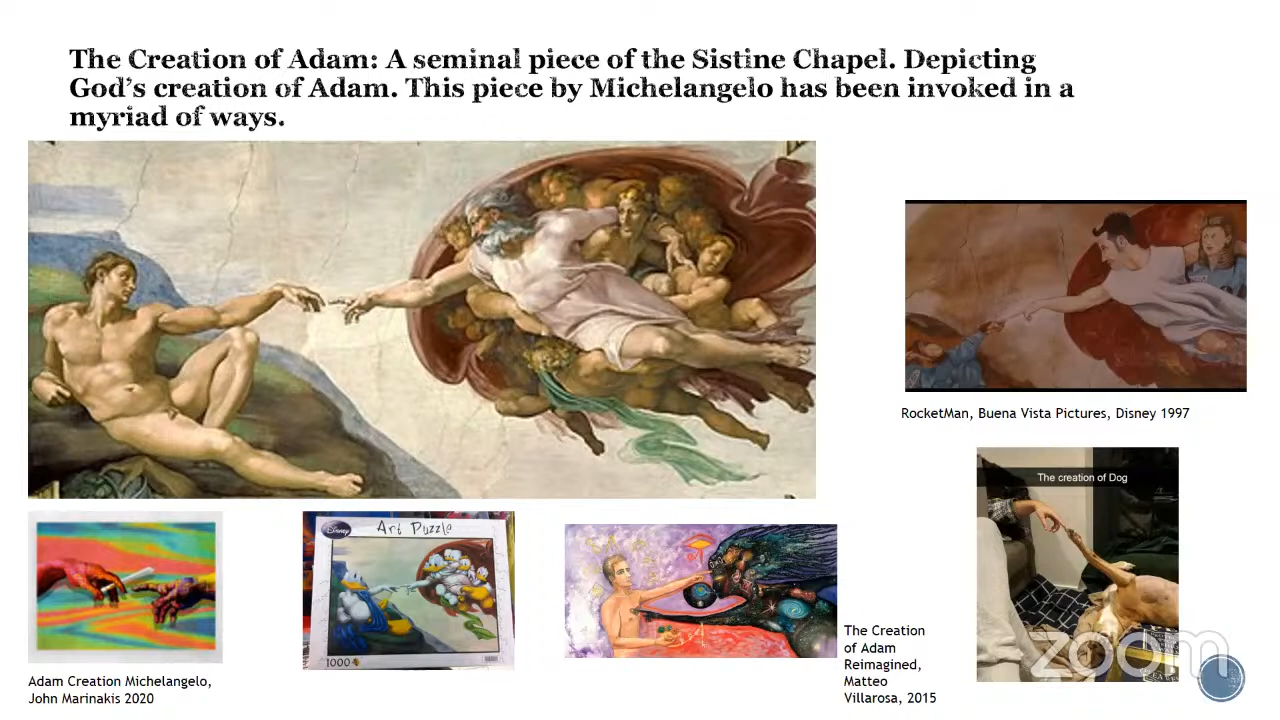 The Creation of Adam: A seminal piece of the Sistine Chapel. Depicting
God's creation of Adam. This piece by Michelangelo has been invoked in a
myriad of ways.
RocketMan, Buena Vista Pictures, Disney 1997
The creation of Dog
Disney
Art Puzzle
1000
Adam Creation Michelangelo,
John Marinakis 2020
The Creation
of Adam
Reimagined,
Matteo
Villarosa, 2015
zoom